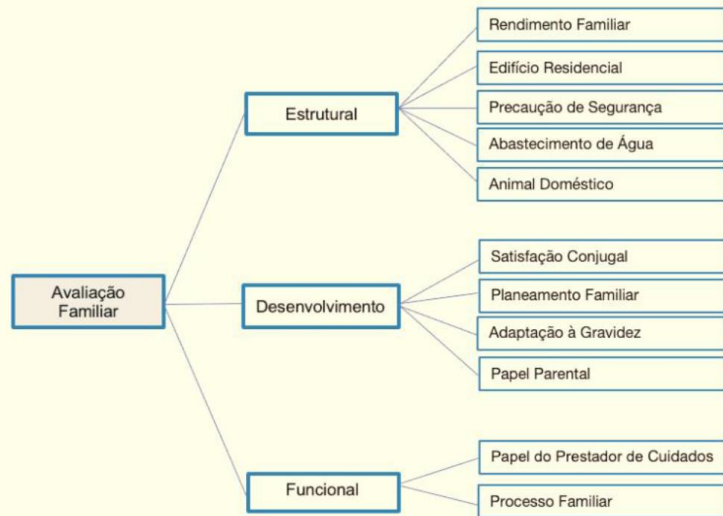 Avaliação
Familiar
Estrutural
Rendimento Familiar
Edifício Residencial
Precaução de Segurança
Abastecimento de Água
Animal Doméstico
Desenvolvimento
Satisfação Conjugal
Planeamento Familiar
Adaptação à Gravidez
Papel Parental
Funcional
Papel do Prestador de Cuidados
Processo Familiar